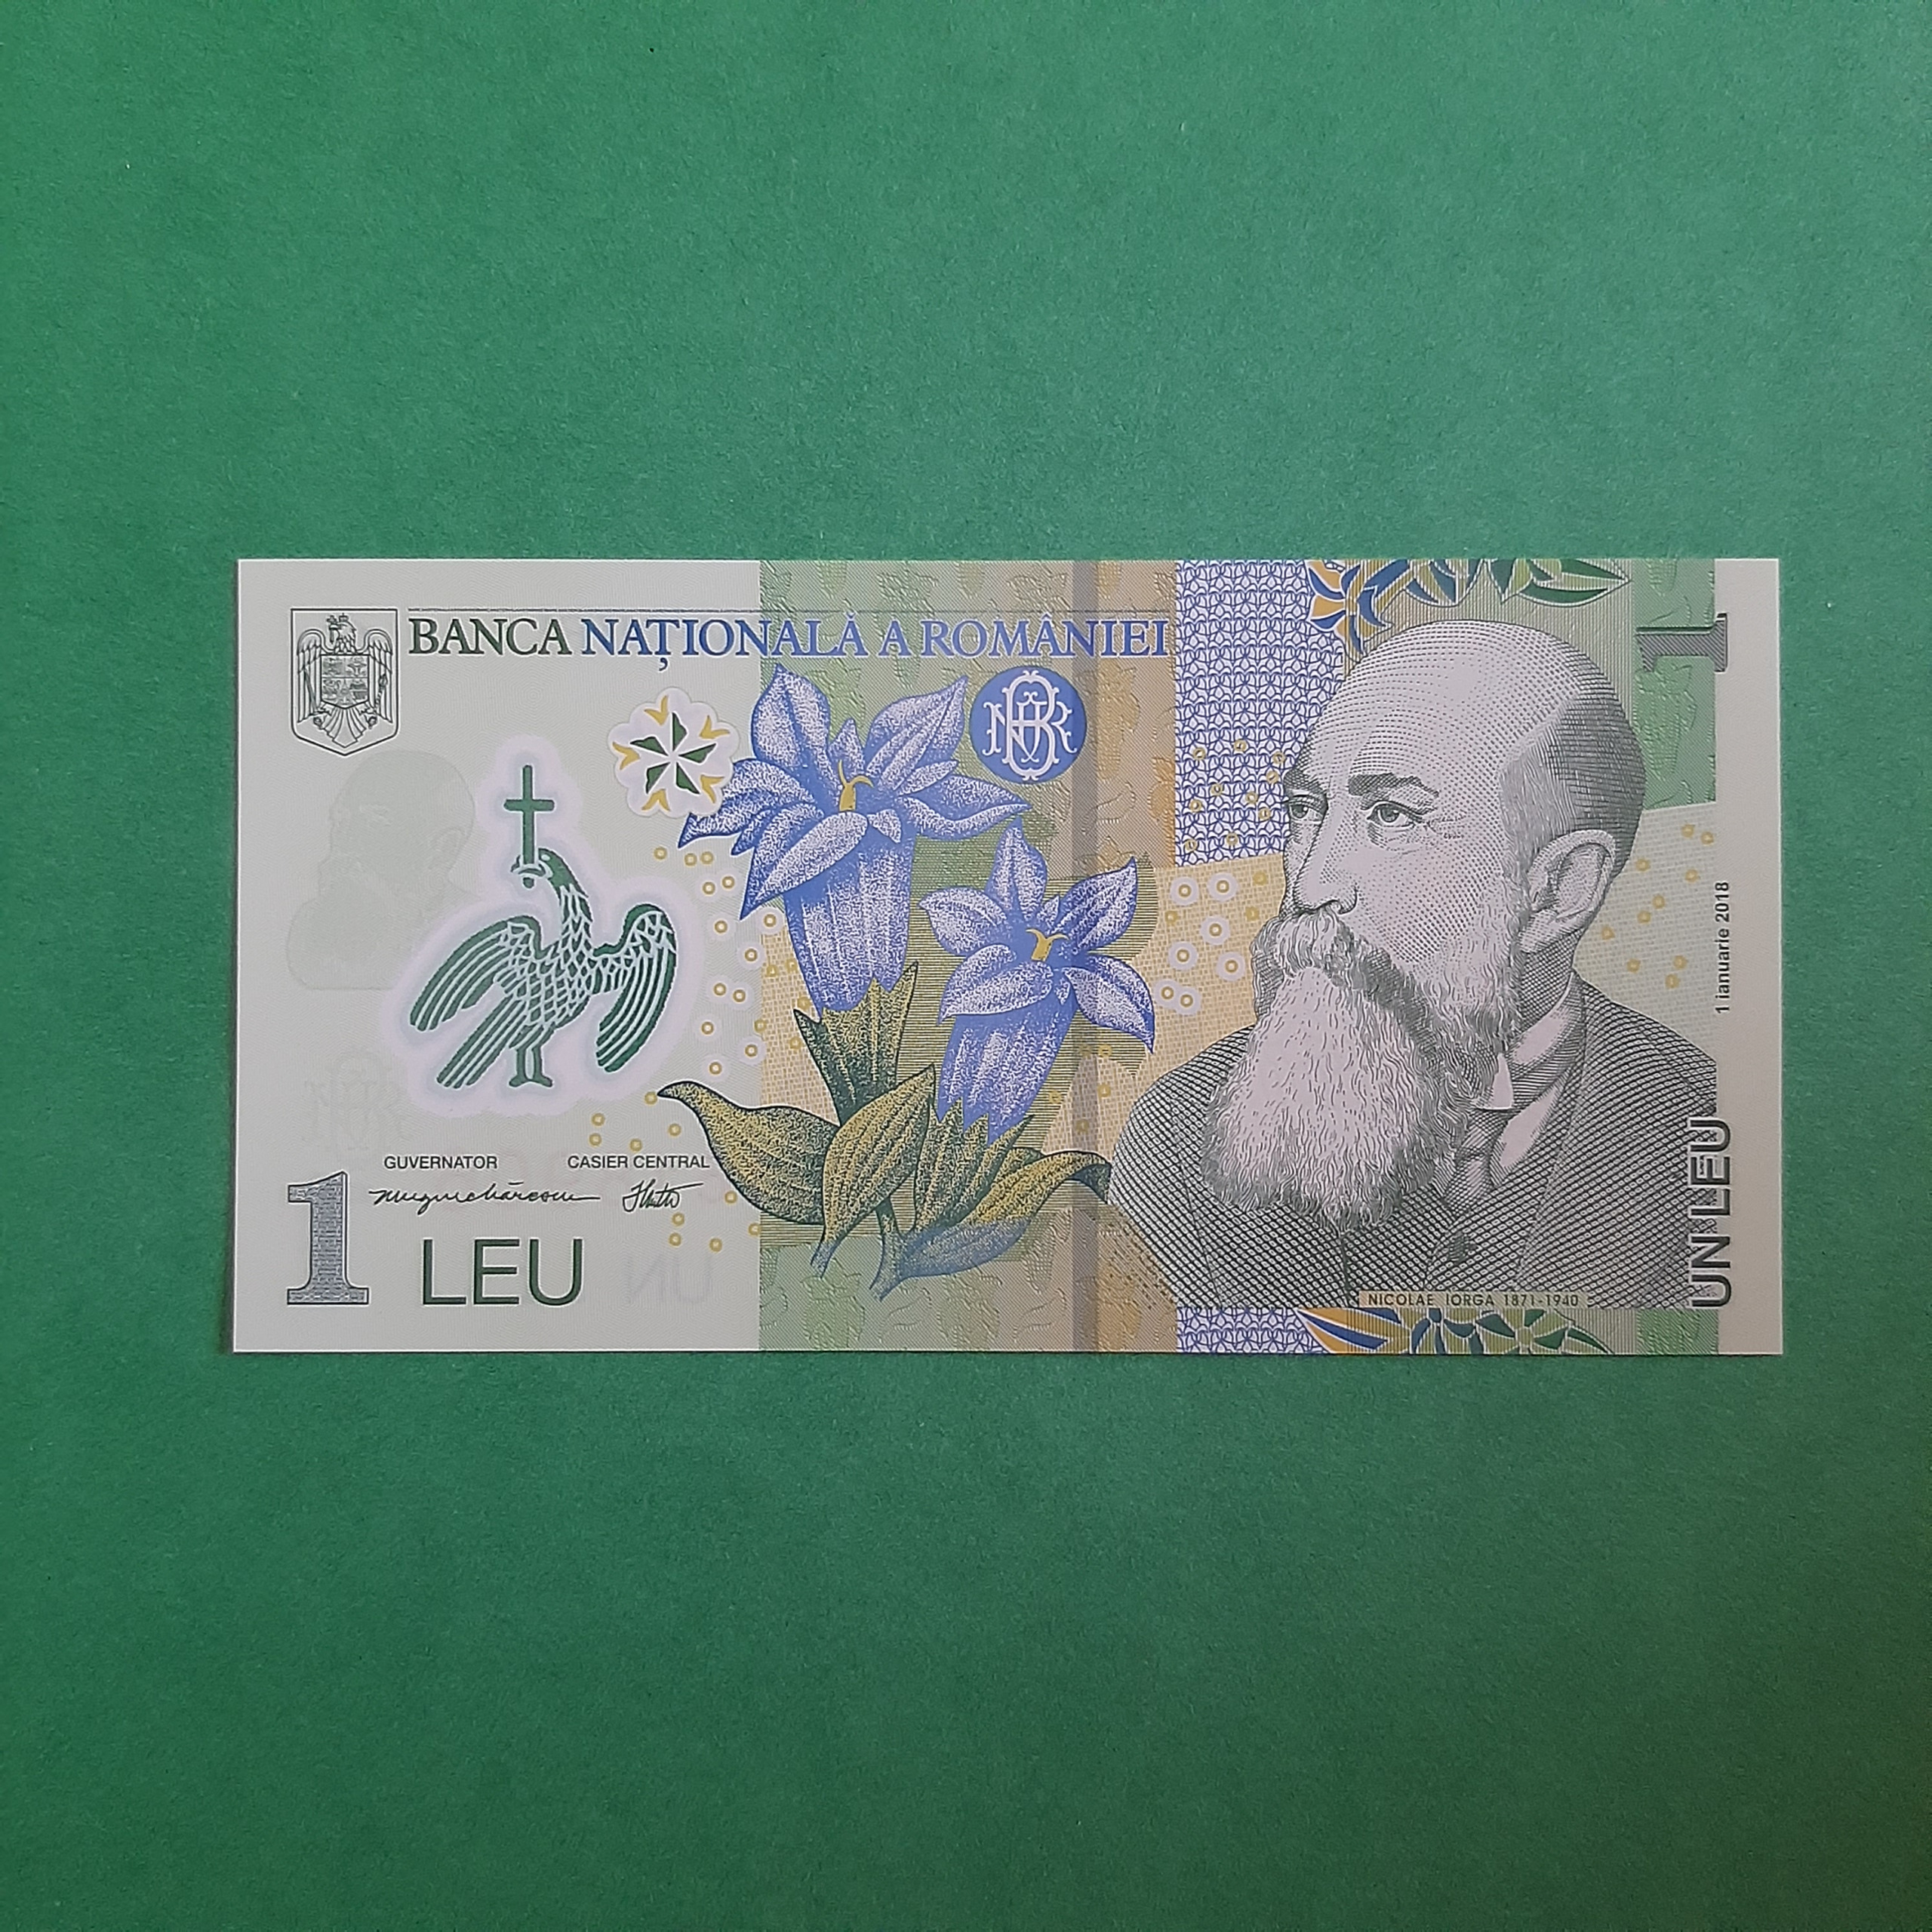 BANCA NAȚIONALĂ A ROMÂNIEI
BNR
1
1 ianuarie 2018
GUVERNATOR CASIER CENTRAL
1 LEU
UN LEU
NICOLAE IORGA 1871-1940